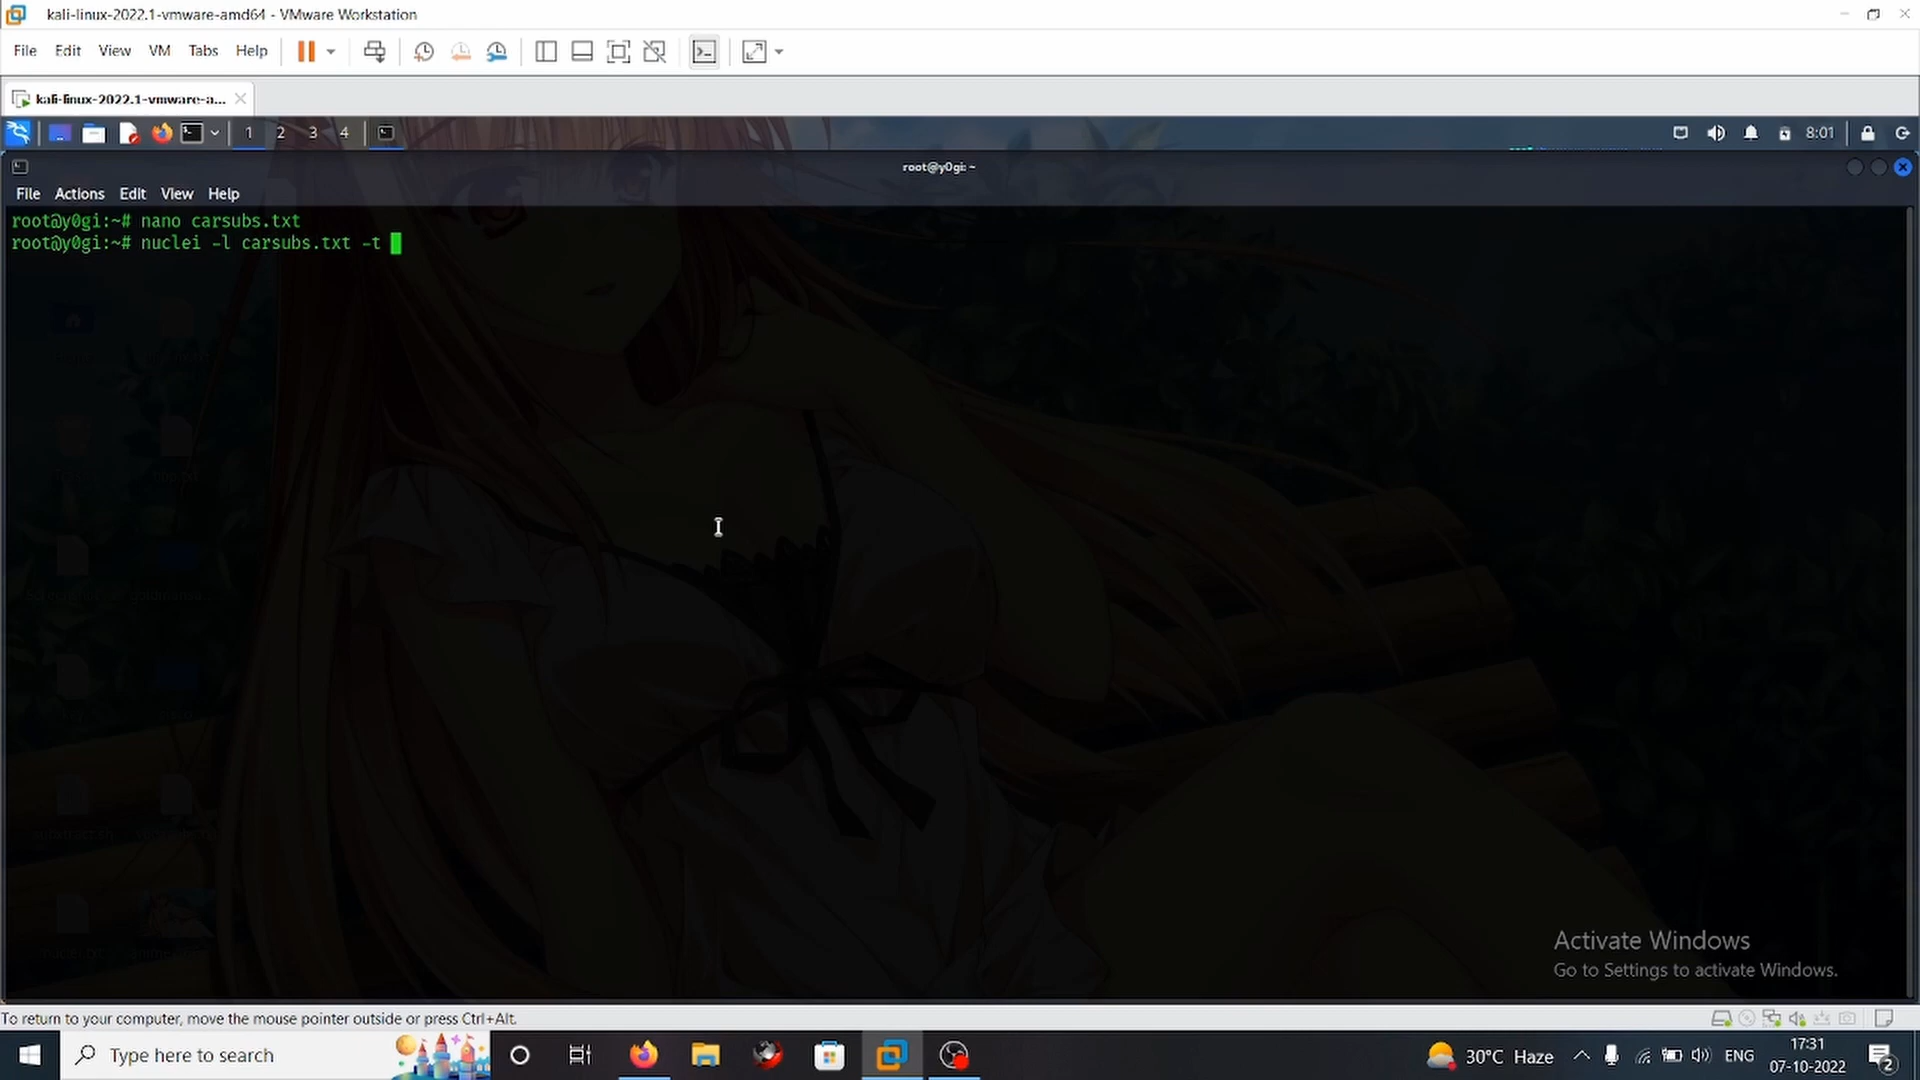 kali-linux-2022.1-vmware-amd64 - VMware Workstation
File Edit View VM Tabs Help
kali-linux-2022.1-vmware-a...
1 2 3 4 8:01
root@y0gi: ~
File Actions Edit View Help
root@y0gi:~# nano carsubs.txt
root@y0gi:~# nuclei -l carsubs.txt -t
Activate Windows
Go to Settings to activate Windows.
To return to your computer, move the mouse pointer outside or press Ctrl+Alt.
Type here to search
30°C Haze
ENG
17:31
07-10-2022
2